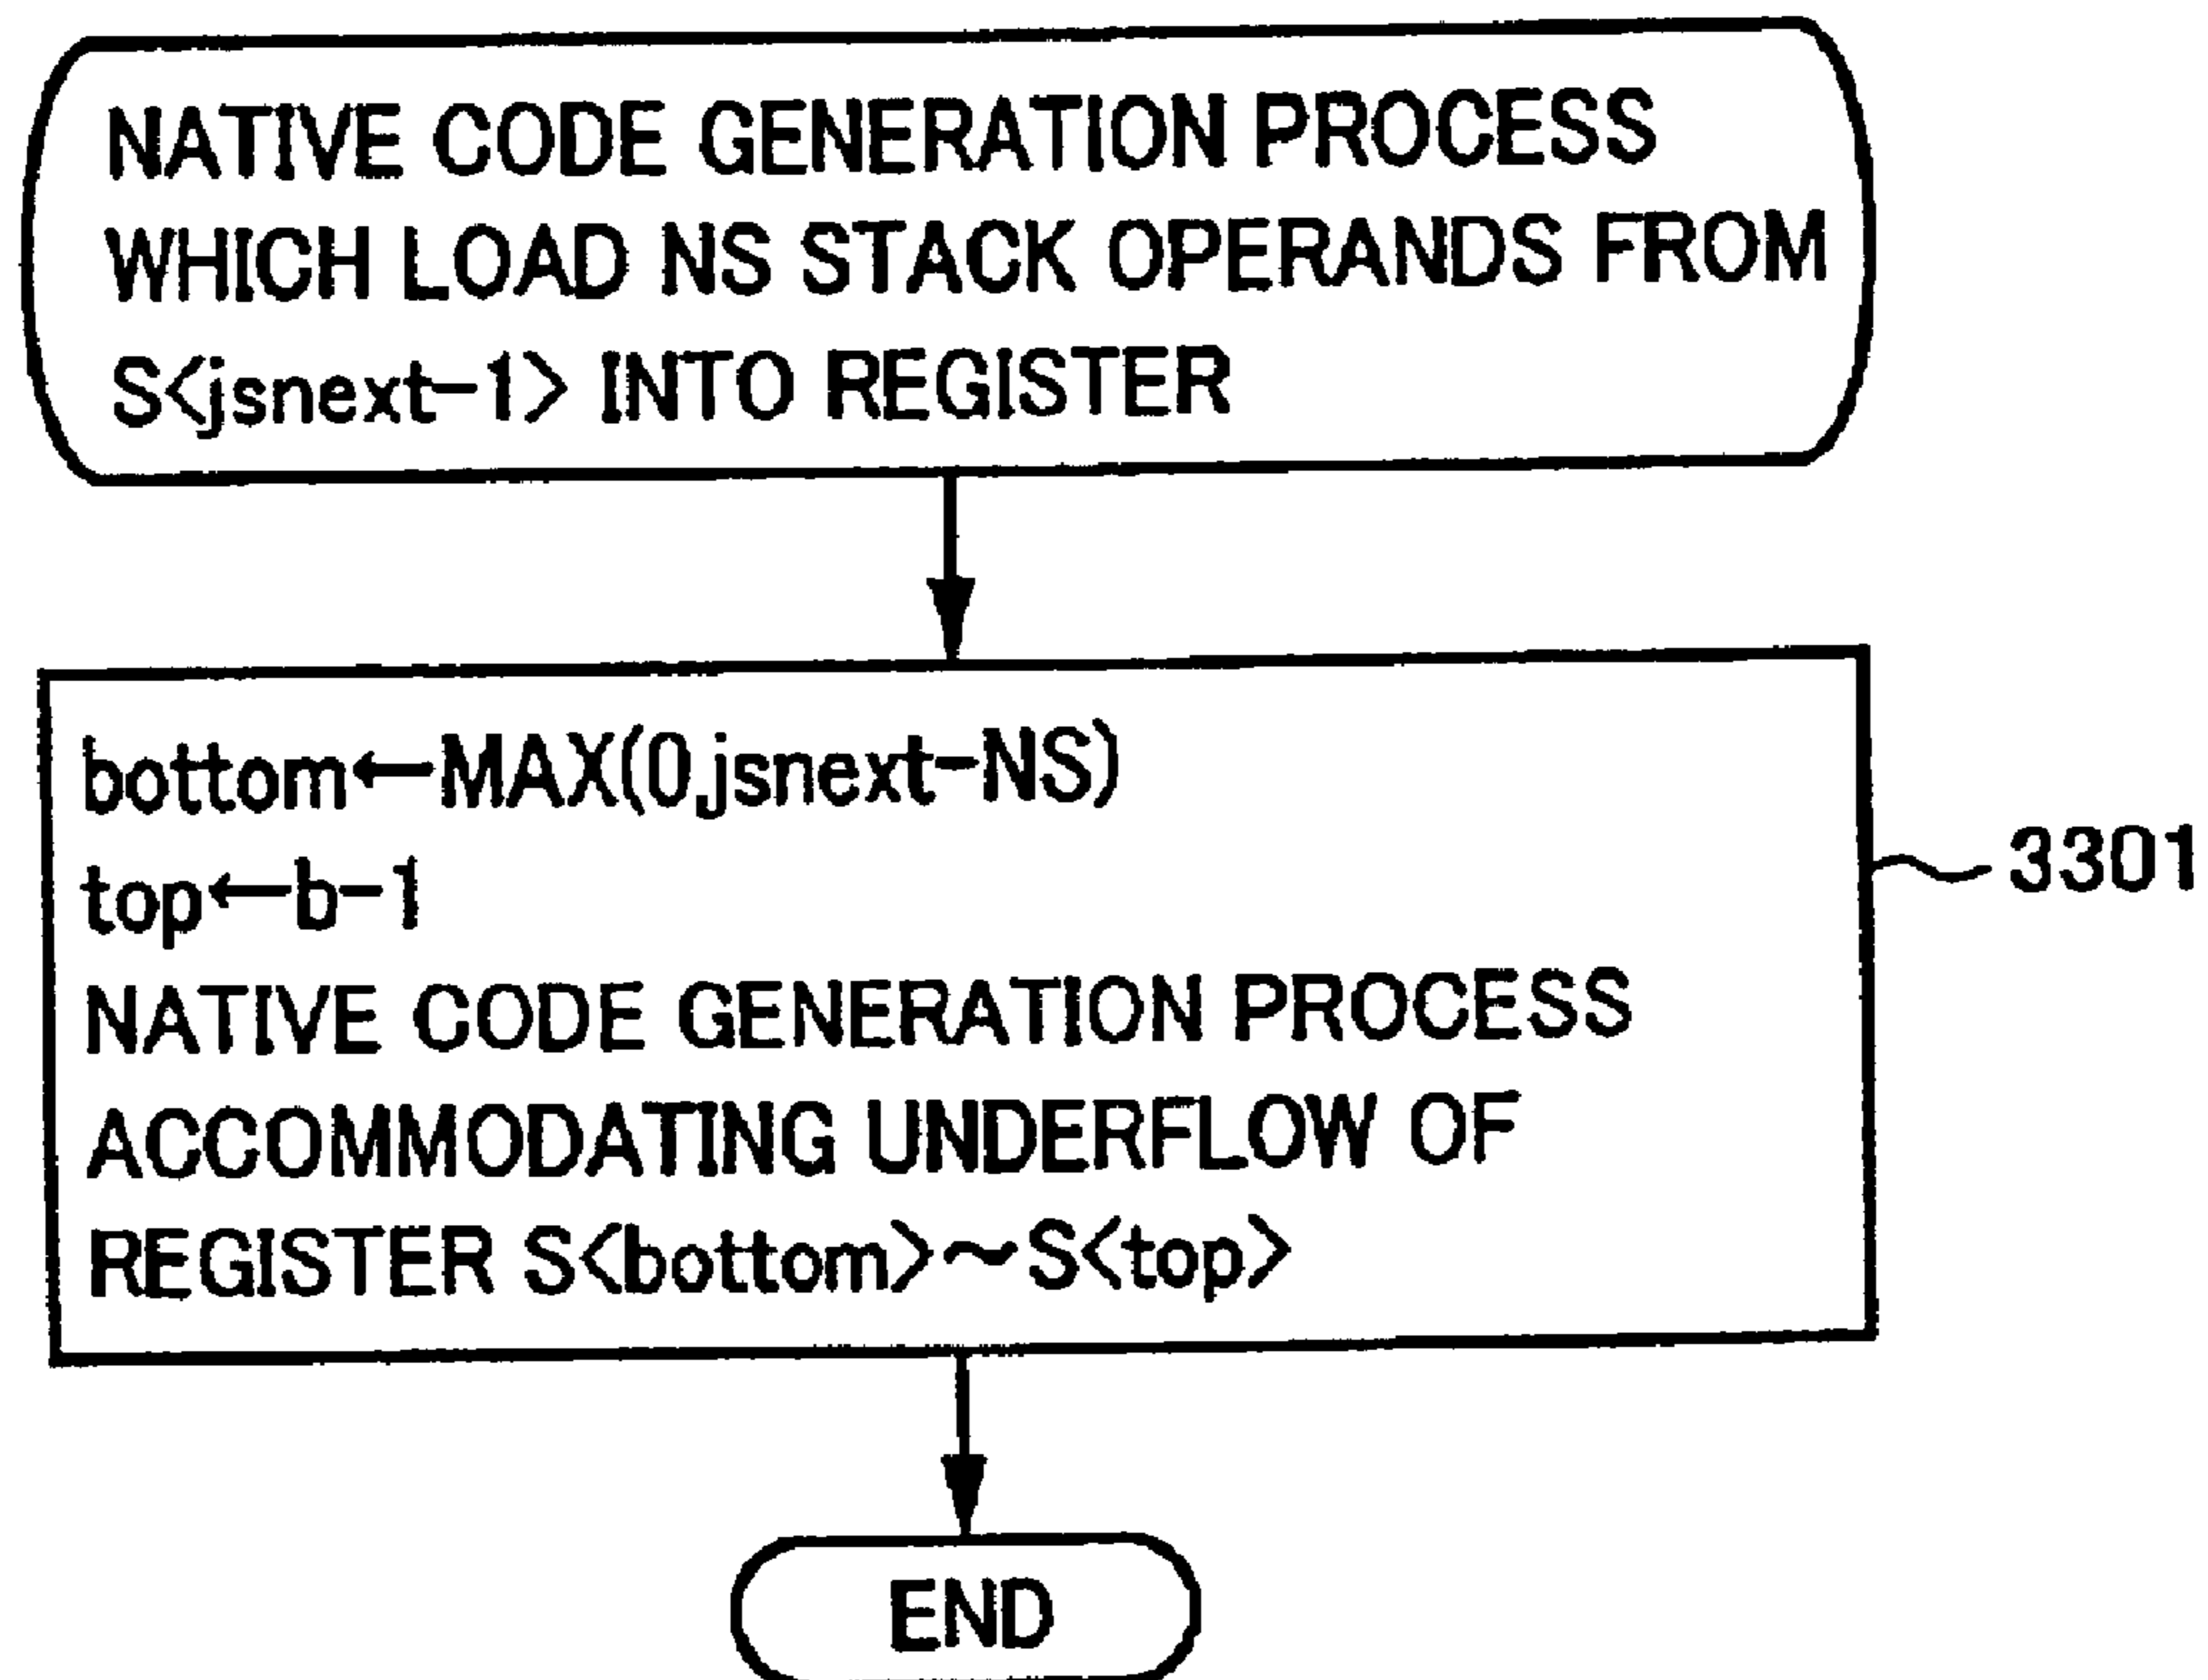 NATIVE CODE GENERATION PROCESS
WHICH LOAD NS STACK OPERANDS FROM
S<jsnext-1> INTO REGISTER
bottom←MAX(0,jsnext-NS)
top←b-1
NATIVE CODE GENERATION PROCESS
ACCOMMODATING UNDERFLOW OF
REGISTER S<bottom>~S<top>
3301
END